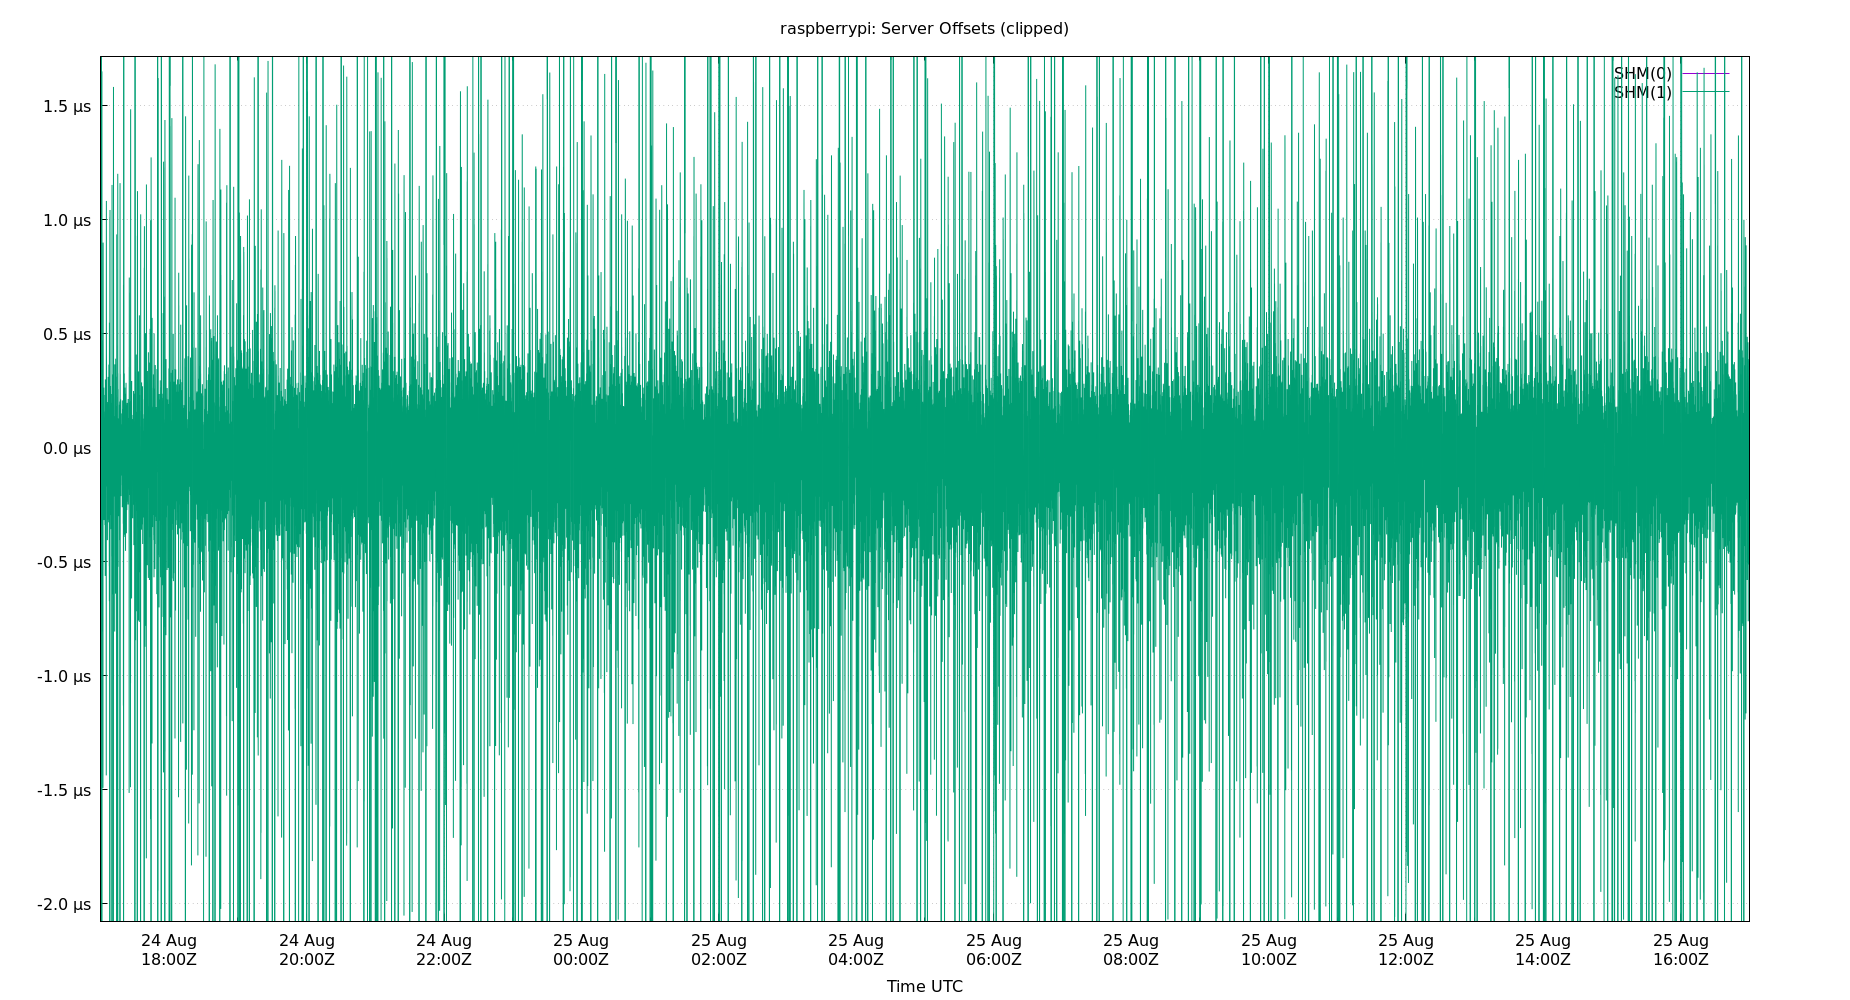 raspberrypi: Server Offsets (clipped)
SHM(0)
SHM(1)
1.5 µs
1.0 µs
0.5 µs
0.0 µs
-0.5 µs
-1.0 µs
-1.5 µs
-2.0 µs
24 Aug 24 Aug 24 Aug 25 Aug 25 Aug 25 Aug 25 Aug 25 Aug 25 Aug 25 Aug 25 Aug 25 Aug
18:00Z 20:00Z 22:00Z 00:00Z 02:00Z 04:00Z 06:00Z 08:00Z 10:00Z 12:00Z 14:00Z 16:00Z
Time UTC